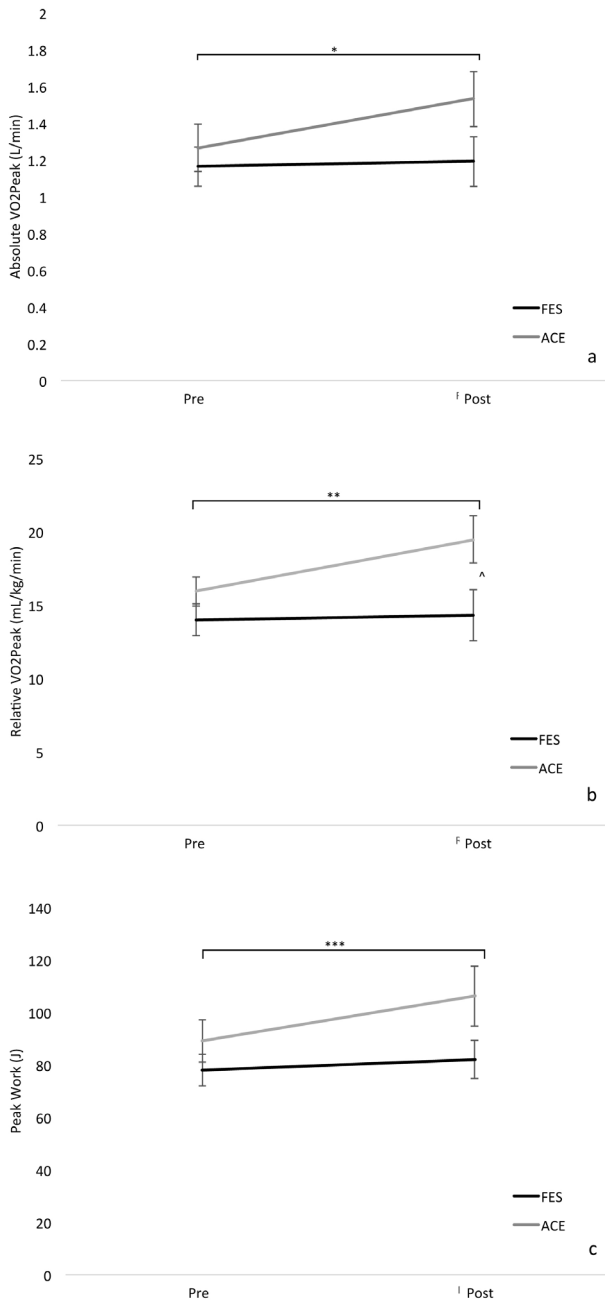 2
1.8
*
1.6
1.4
1.2
1
0.8
0.6
0.4
0.2
0
Absolute VO2Peak (L/min)
FES
ACE
a
Pre
Post
25
20
15
10
5
0
**
^
Relative VO2Peak (mL/kg/min)
FES
ACE
b
Pre
Post
140
120
100
80
60
40
20
0
***
Peak Work (J)
FES
ACE
c
Pre
Post